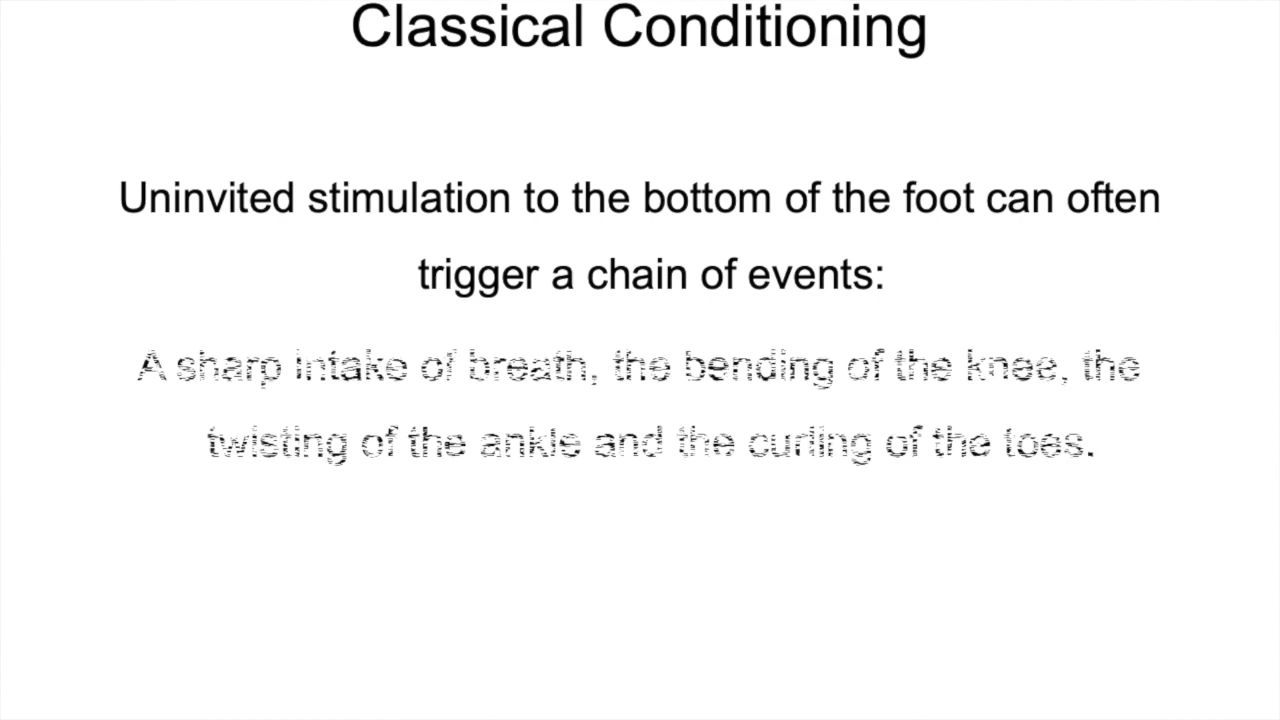 Classical Conditioning
Uninvited stimulation to the bottom of the foot can often
trigger a chain of events:
A sharp intake of breath, the bending of the knee, the
twisting of the ankle and the curling of the toes.